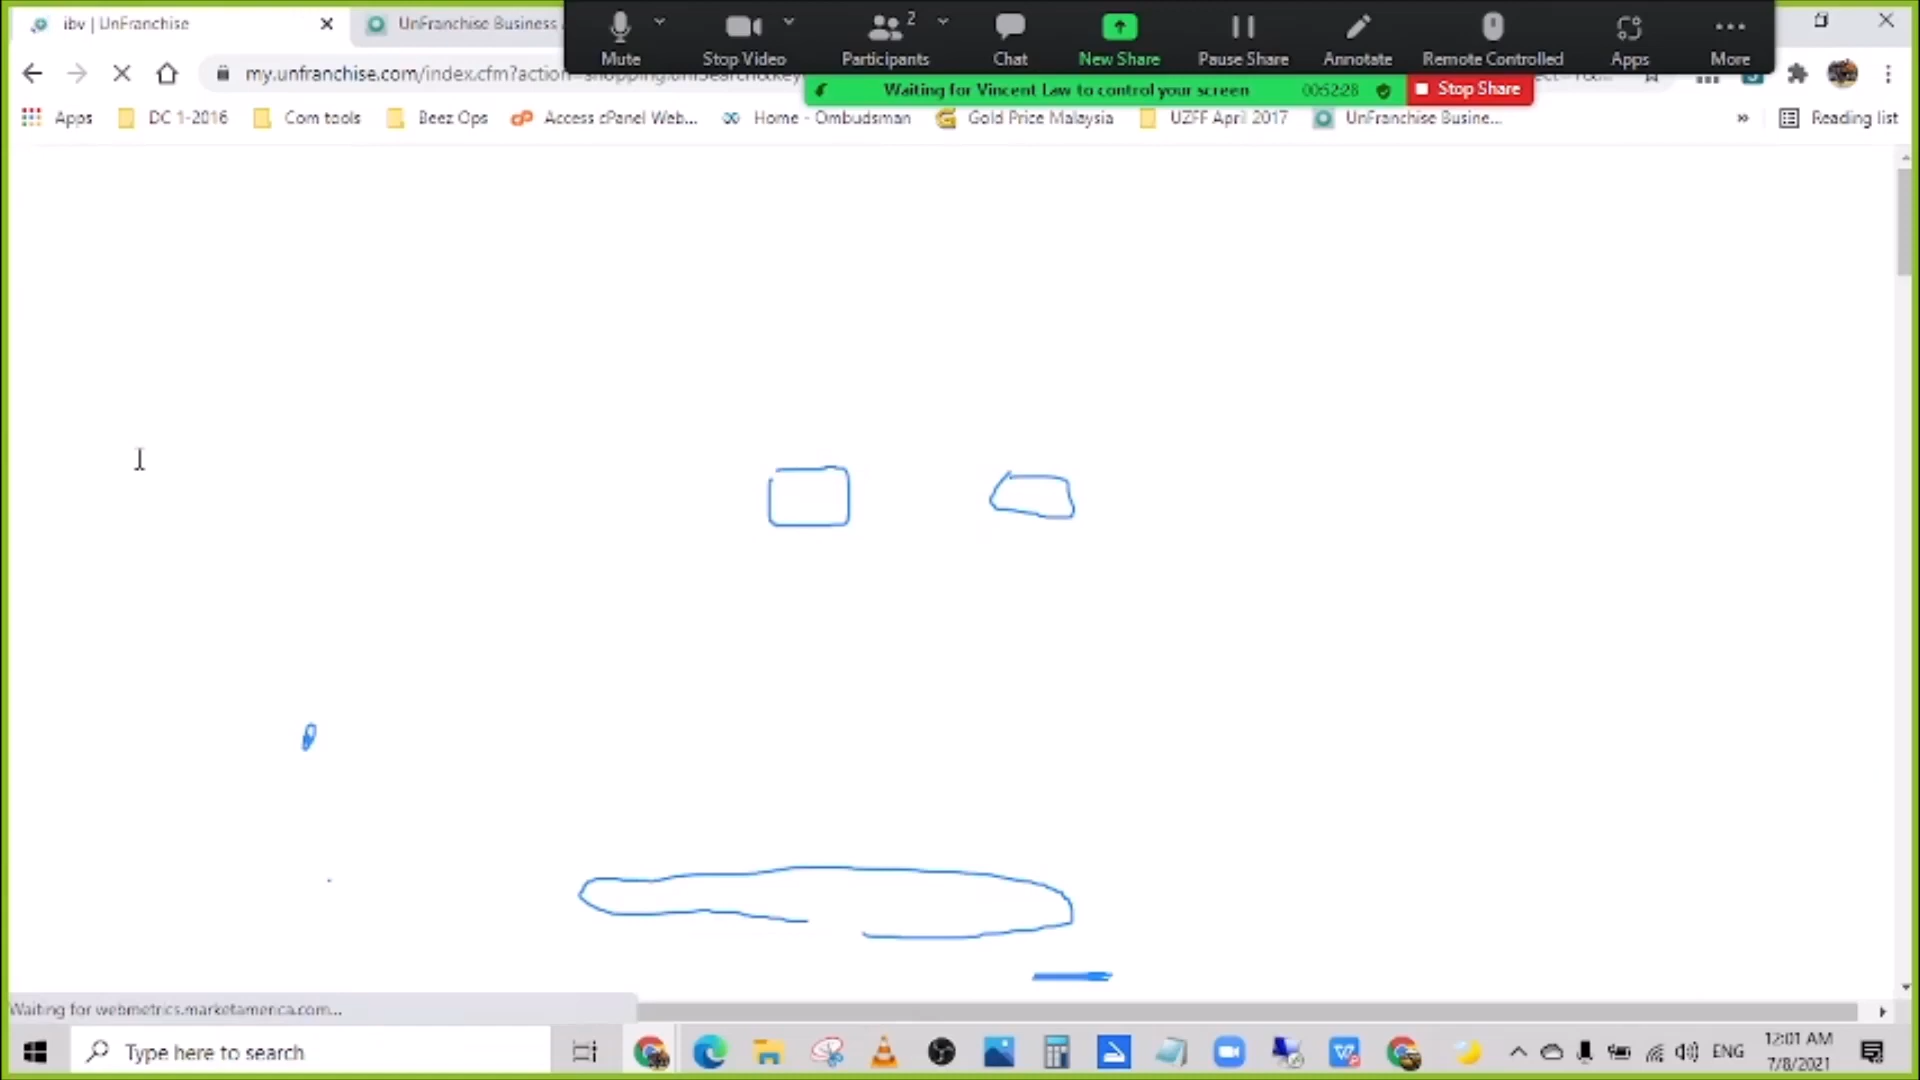 ibv | UnFranchise
UnFranchise Business
Mute
Stop Video
Participants
2
Chat
New Share
Pause Share
Annotate
Remote Controlled
Apps
More
my.unfranchise.com/index.cfm?action=shopping.uniSearch&key
Waiting for Vincent Law to control your screen
00:52:28
Stop Share
Apps
DC 1-2016
Com tools
Beez Ops
Access cPanel Web...
Home - Ombudsman
Gold Price Malaysia
UZFF April 2017
UnFranchise Busine...
»
Reading list
Waiting for webmetrics.marketamerica.com...
Type here to search
ENG
12:01 AM
7/8/2021